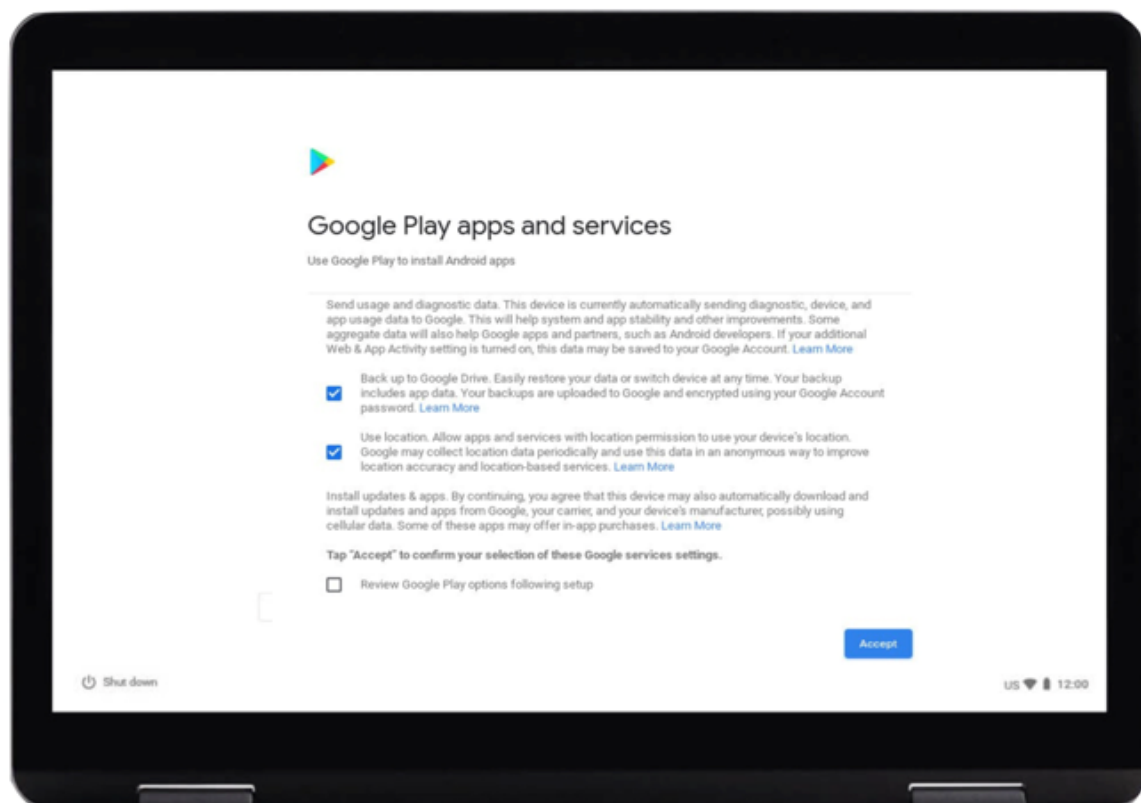 Google Play apps and services
Use Google Play to install Android apps
Send usage and diagnostic data. This device is currently automatically sending diagnostic, device, and
app usage data to Google. This will help system and app stability and other improvements. Some
aggregate data will also help Google apps and partners, such as Android developers. If your additional
Web & App Activity setting is turned on, this data may be saved to your Google Account. Learn More
Back up to Google Drive. Easily restore your data or switch device at any time. Your backup
includes app data. Your backups are uploaded to Google and encrypted using your Google Account
password. Learn More
Use location. Allow apps and services with location permission to use your device's location.
Google may collect location data periodically and use this data in an anonymous way to improve
location accuracy and location-based services. Learn More
Install updates & apps. By continuing, you agree that this device may also automatically download and
install updates and apps from Google, your carrier, and your device's manufacturer, possibly using
cellular data. Some of these apps may offer in-app purchases. Learn More
Tap "Accept" to confirm your selection of these Google services settings.
Review Google Play options following setup
Accept
Shut down
US 12:00